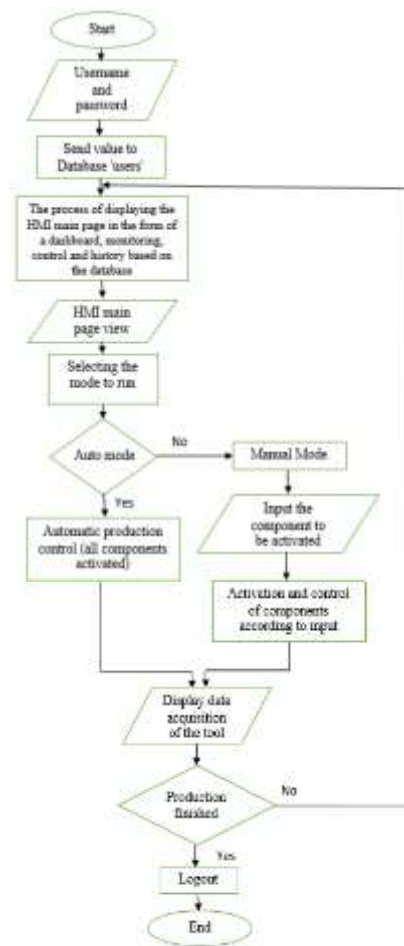 Start
Username
and
password
Send value to
Database 'users'
The process of displaying the
HMI main page in the form of
a dashboard, monitoring,
control and history based on
the database
HMI main
page view
Selecting the
mode to run
Auto mode
No
Manual Mode
Yes
Input the
component to
be activated
Automatic production
control (all components
activated)
Activation and control
of components
according to input
Display data
acquisition
of the tool
Production
finished
No
Yes
Logout
End